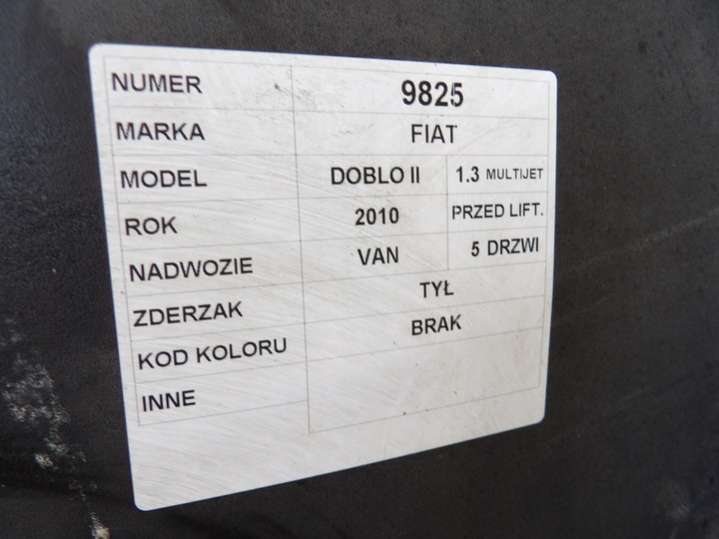 NUMER 9825
MARKA FIAT
MODEL DOBLO II 1.3 MULTIJET
ROK 2010 PRZED LIFT.
NADWOZIE VAN 5 DRZWI
ZDERZAK TYŁ
KOD KOLORU BRAK
INNE